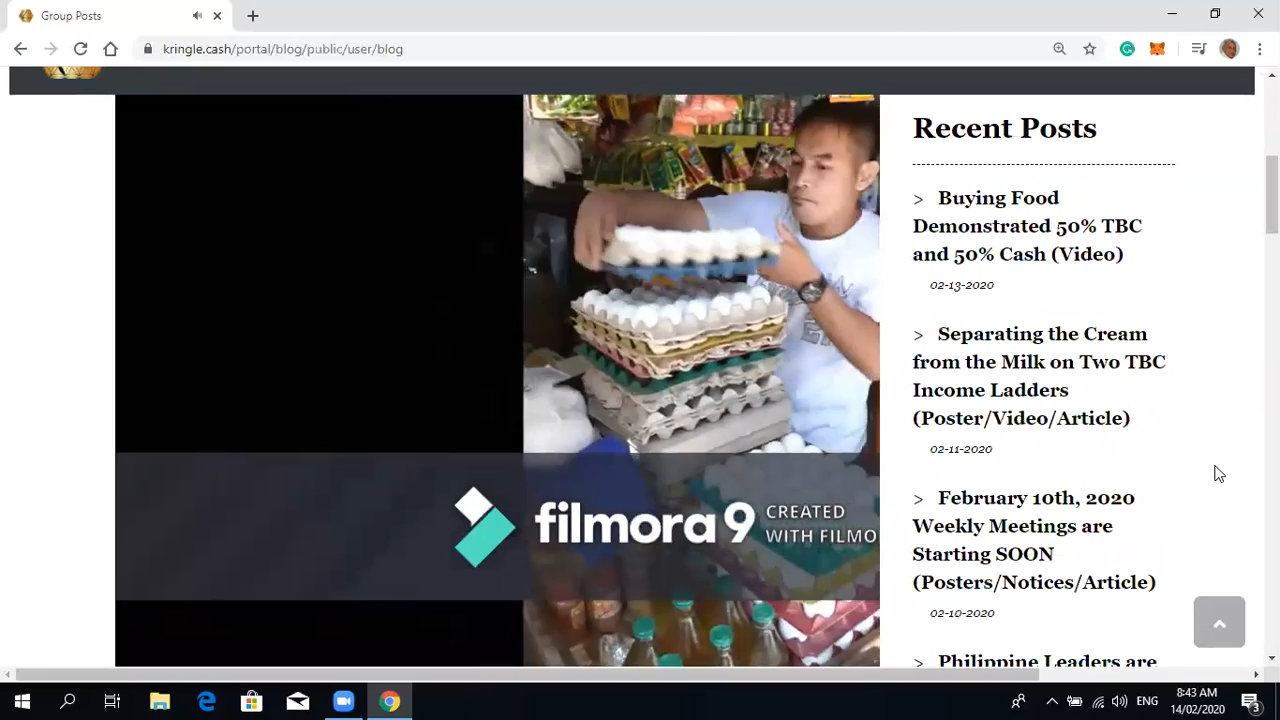 Group Posts
kringle.cash/portal/blog/public/user/blog
Recent Posts
> Buying Food
Demonstrated 50% TBC
and 50% Cash (Video)
02-13-2020
> Separating the Cream
from the Milk on Two TBC
Income Ladders
(Poster/Video/Article)
02-11-2020
> February 10th, 2020
Weekly Meetings are
Starting SOON
(Posters/Notices/Article)
02-10-2020
> Philippine Leaders are
filmora 9
CREATED
WITH FILMO
ENG
8:43 AM
14/02/2020
3